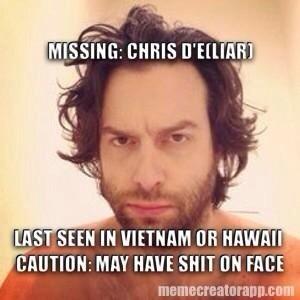 MISSING: CHRIS D'E(LIAR)
LAST SEEN IN VIETNAM OR HAWAII
CAUTION: MAY HAVE SHIT ON FACE
memecreatorapp.com